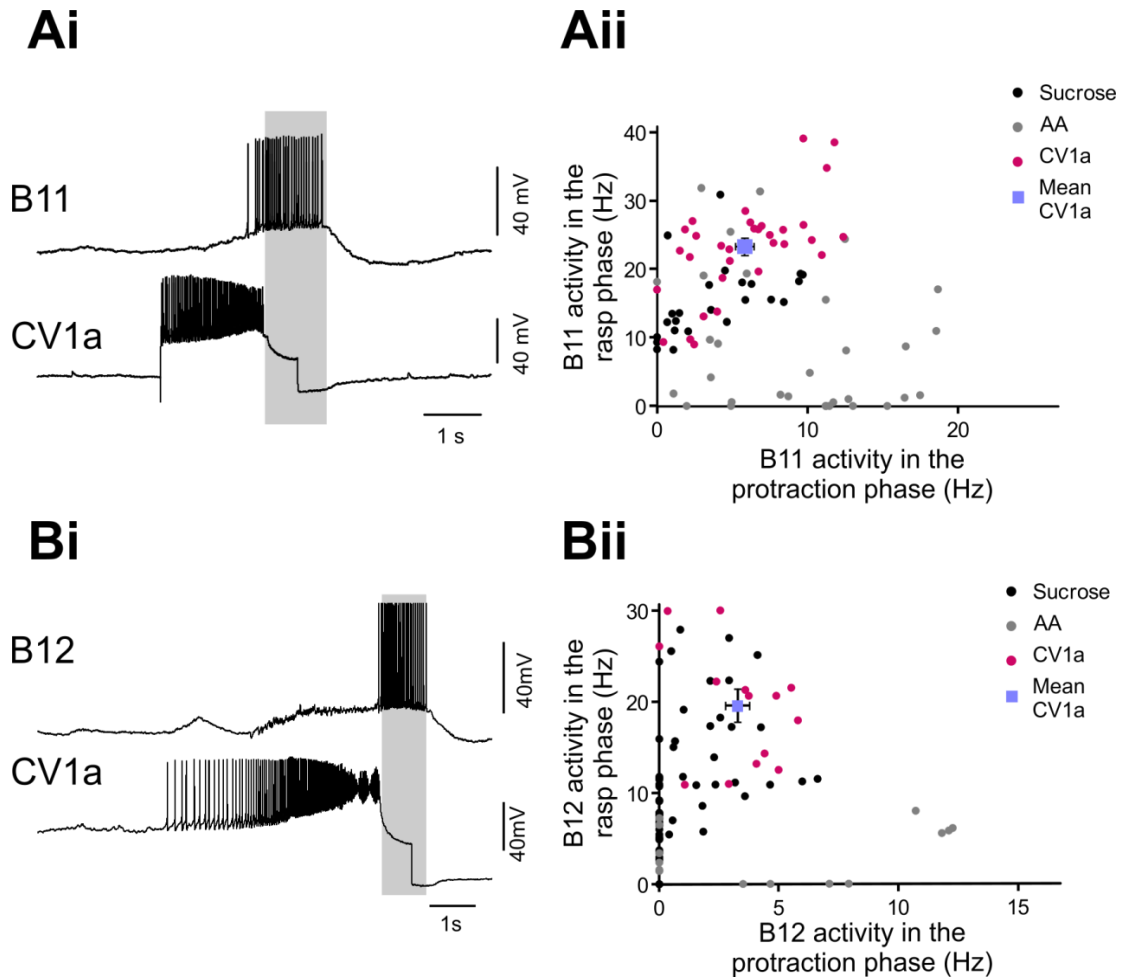 Ai
B11
40 mV
CV1a
40 mV
1 s
Aii
Sucrose
AA
CV1a
Mean
CV1a
B11 activity in the
rasp phase (Hz)
40
30
20
10
0
0 10 20
B11 activity in the
protraction phase (Hz)
Bi
B12
40mV
CV1a
40mV
1s
Bii
Sucrose
AA
CV1a
Mean
CV1a
B12 activity in the
rasp phase (Hz)
30
20
10
0
0 5 10 15
B12 activity in the
protraction phase (Hz)